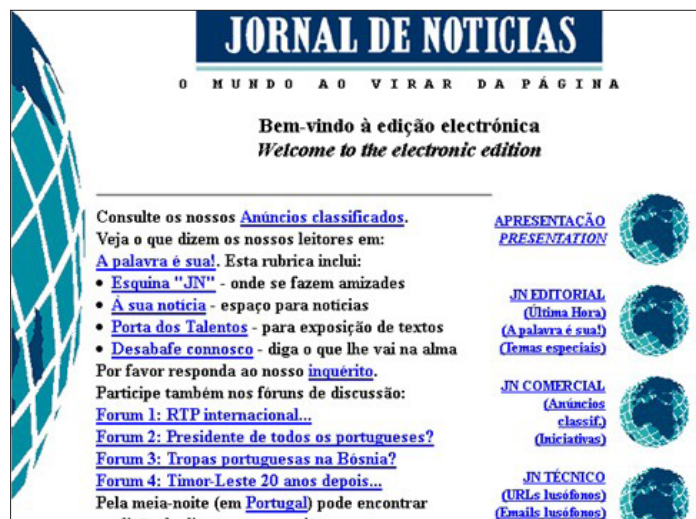 JORNAL DE NOTICIAS
O MUNDO AO VIRAR DA PÁGINA
Bem-vindo à edição electrónica
Welcome to the electronic edition
Consulte os nossos Anúncios classificados.
Veja o que dizem os nossos leitores em:
A palavra é sua!. Esta rubrica inclui:
• Esquina "JN" - onde se fazem amizades
• À sua notícia - espaço para notícias
• Porta dos Talentos - para exposição de textos
• Desabafe connosco - diga o que lhe vai na alma
Por favor responda ao nosso inquérito.
Participe também nos fóruns de discussão:
Forum 1: RTP internacional...
Forum 2: Presidente de todos os portugueses?
Forum 3: Tropas portuguesas na Bósnia?
Forum 4: Timor-Leste 20 anos depois...
Pela meia-noite (em Portugal) pode encontrar
APRESENTAÇÃO
PRESENTATION
JN EDITORIAL
(Última Hora)
(A palavra é sua!)
(Temas especiais)
JN COMERCIAL
(Anúncios
classif.)
(Iniciativas)
JN TÉCNICO
(URLs lusófonos)
(Emails lusófonos)